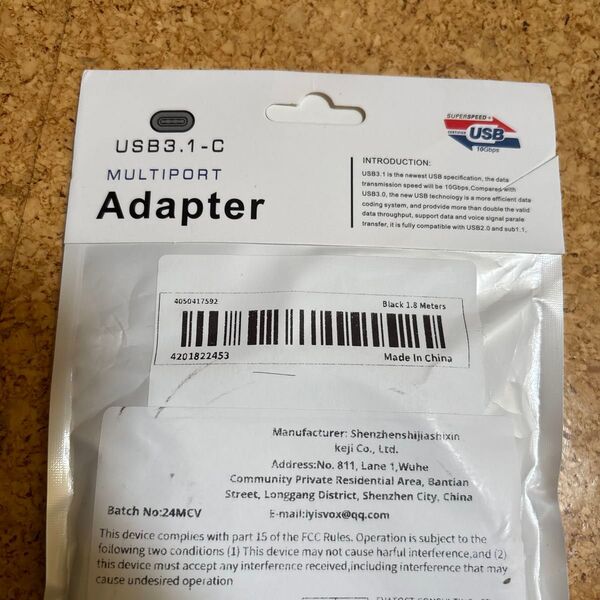 USB3.1-C
MULTIPORT
Adapter
SUPERSPEED+
CERTIFIED USB
10Gbps
INTRODUCTION:
USB3.1 is the newest USB specification, the data
transmission speed will be 10Gbps,Compared with
USB3.0, the new USB technology is a more efficient data
coding system, and prodvide more than double the valid
data throughput, support data and voice signal parale
transfer, it is fully compatible with USB2.0 and sub1.1,
4050417592
Black 1.8 Meters
4201822453
Made In China
Manufacturer: Shenzhenshijiashixin
keji Co., Ltd.
Address:No. 811, Lane 1,Wuhe
Community Private Residential Area, Bantian
Street, Longgang District, Shenzhen City, China
Batch No:24MCV
E-mail:iyisvox@qq.com
This device complies with part 15 of the FCC Rules. Operation is subject to the
following two conditions (1) This device may not cause harful interference,and (2)
this device must accept any interference received,including interference that may
cause undesired operation